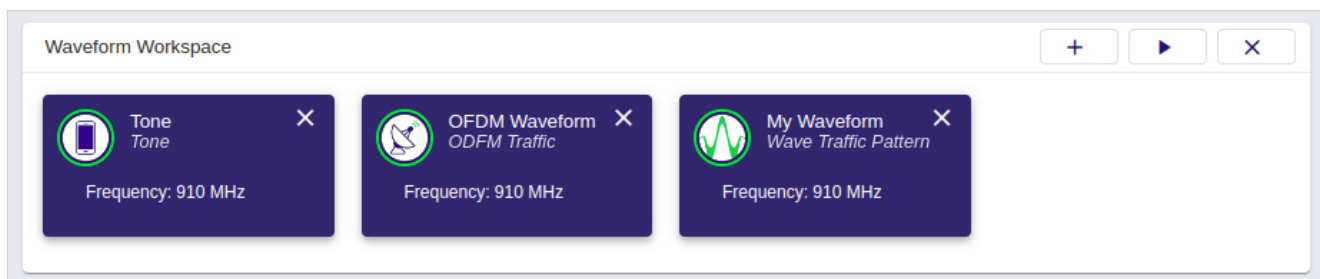 Waveform Workspace
Tone
Tone
Frequency: 910 MHz
OFDM Waveform
ODFM Traffic
Frequency: 910 MHz
My Waveform
Wave Traffic Pattern
Frequency: 910 MHz